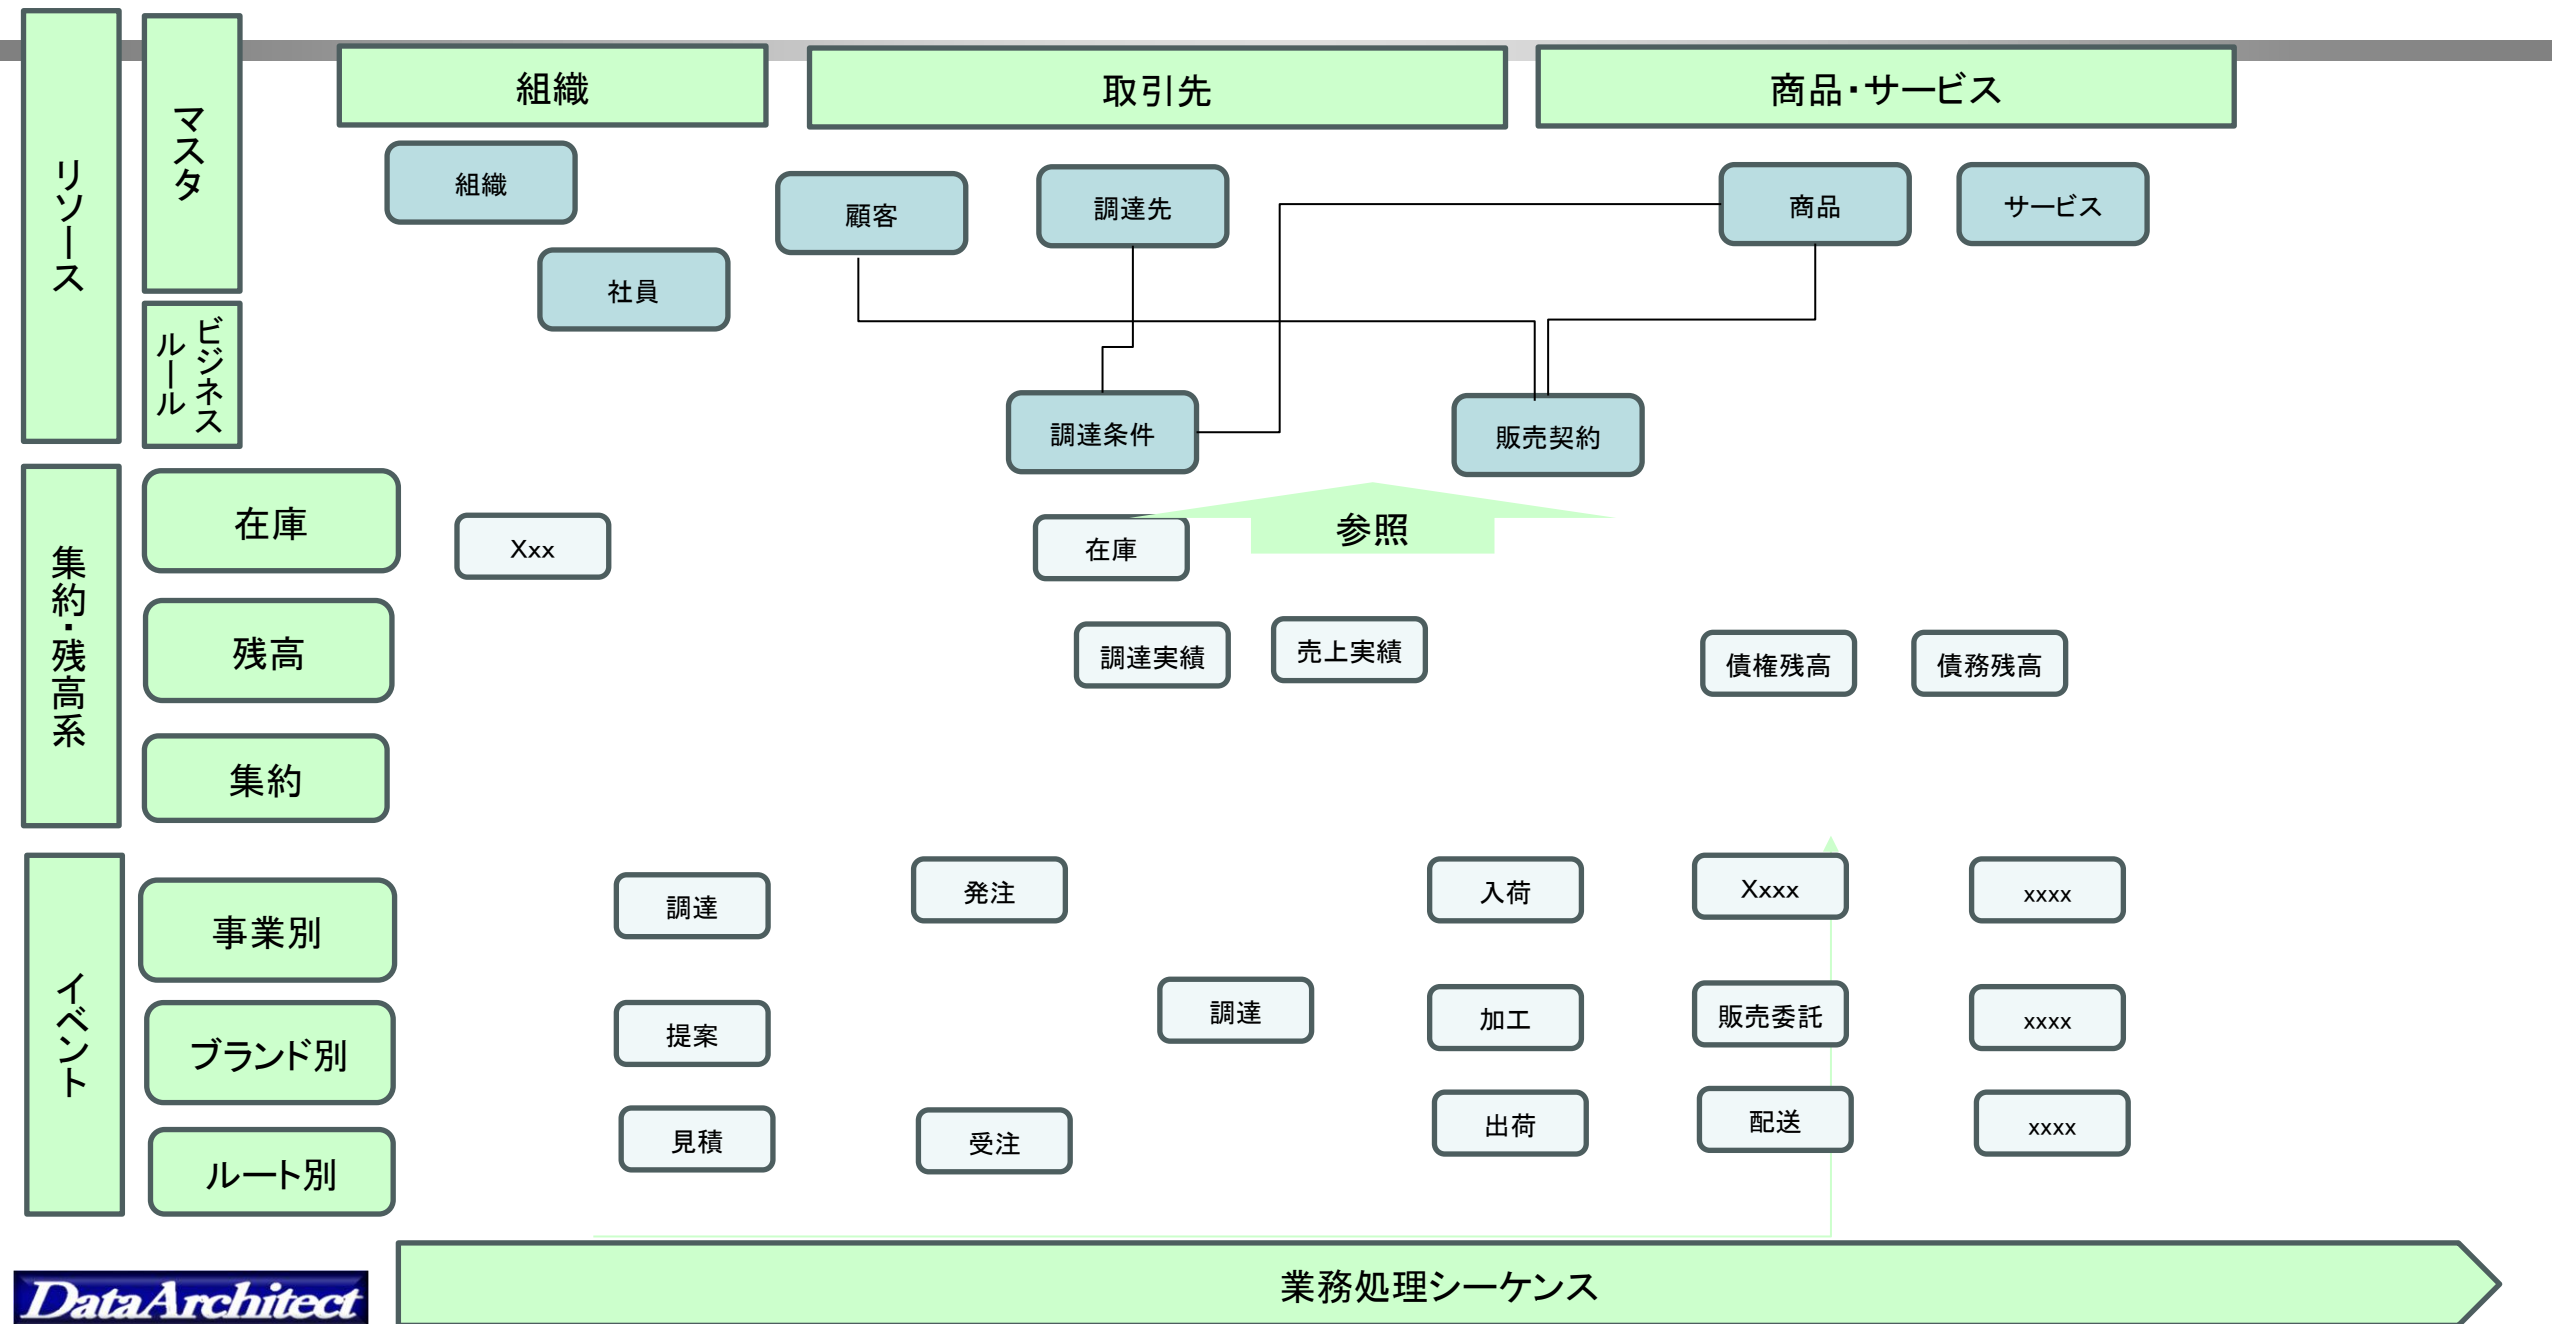 リソース
マスタ
組織
取引先
商品・サービス
組織
顧客
調達先
商品
サービス
社員
ビジネス
ルール
調達条件
販売契約
集約・残高系
在庫
Xxx
在庫
参照
残高
調達実績
売上実績
債権残高
債務残高
集約
イベント
事業別
調達
発注
入荷
Xxxx
xxxx
ブランド別
提案
調達
加工
販売委託
xxxx
ルート別
見積
受注
出荷
配送
xxxx
業務処理シーケンス
DataArchitect